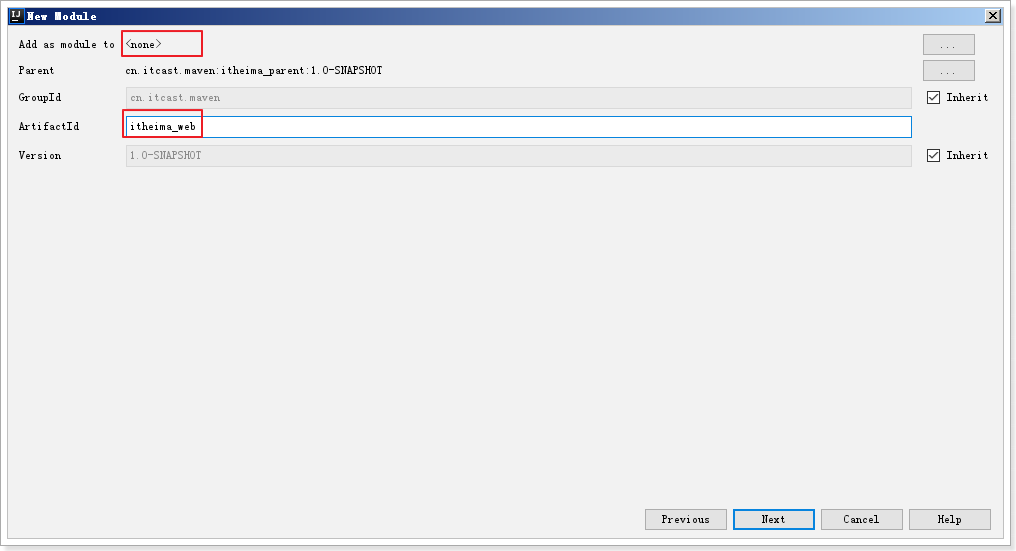 IJ New Module
Add as module to <none> ...
Parent cn.itcast.maven:itheima_parent:1.0-SNAPSHOT ...
GroupId cn.itcast.maven Inherit
ArtifactId itheima_web
Version 1.0-SNAPSHOT Inherit
Previous Next Cancel Help